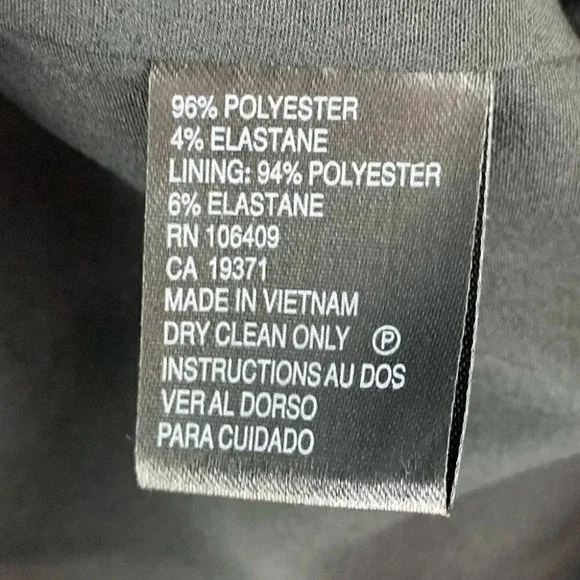 96% POLYESTER
4% ELASTANE
LINING: 94% POLYESTER
6% ELASTANE
RN 106409
CA 19371
MADE IN VIETNAM
DRY CLEAN ONLY Ⓟ
INSTRUCTIONS AU DOS
VER AL DORSO
PARA CUIDADO